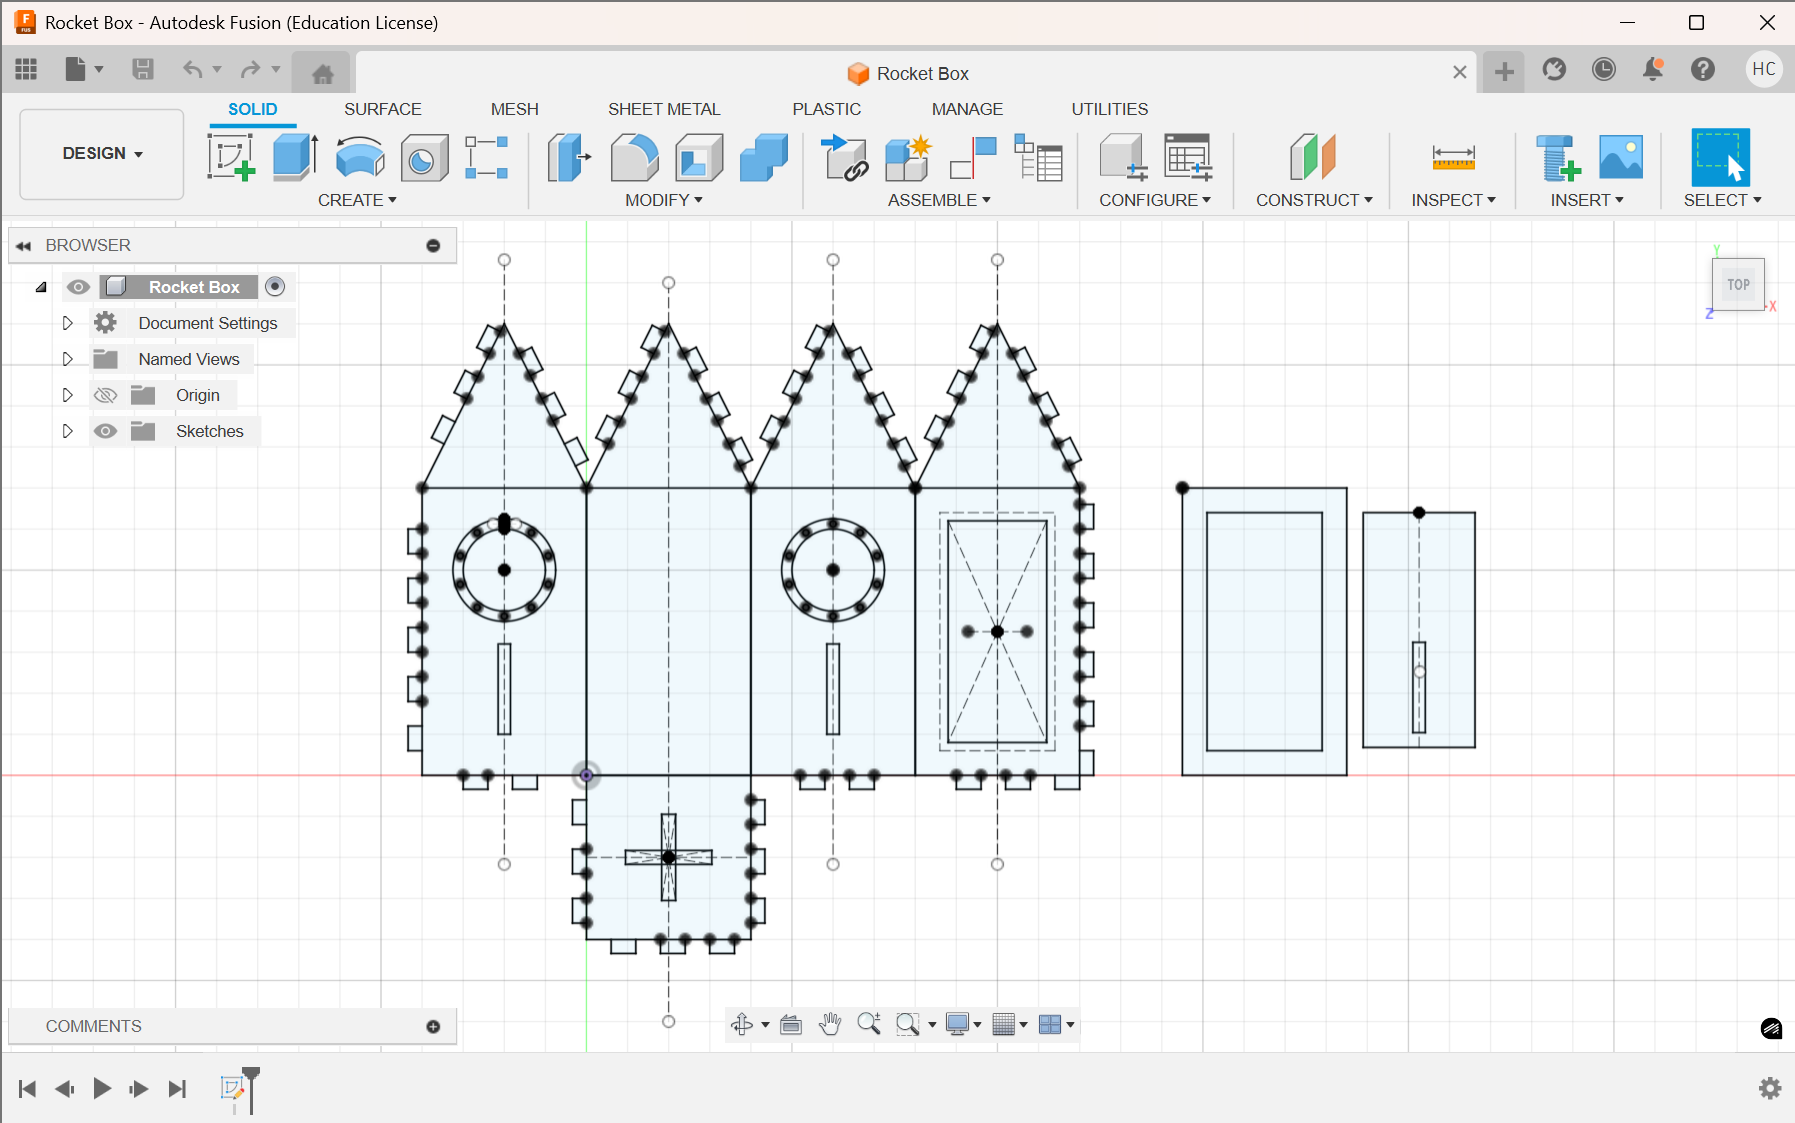 Rocket Box - Autodesk Fusion (Education License)
Rocket Box
HC
SOLID SURFACE MESH SHEET METAL PLASTIC MANAGE UTILITIES
DESIGN
CREATE MODIFY ASSEMBLE CONFIGURE CONSTRUCT INSPECT INSERT SELECT
BROWSER
Rocket Box
Document Settings
Named Views
Origin
Sketches
Y
TOP
X
Z
COMMENTS